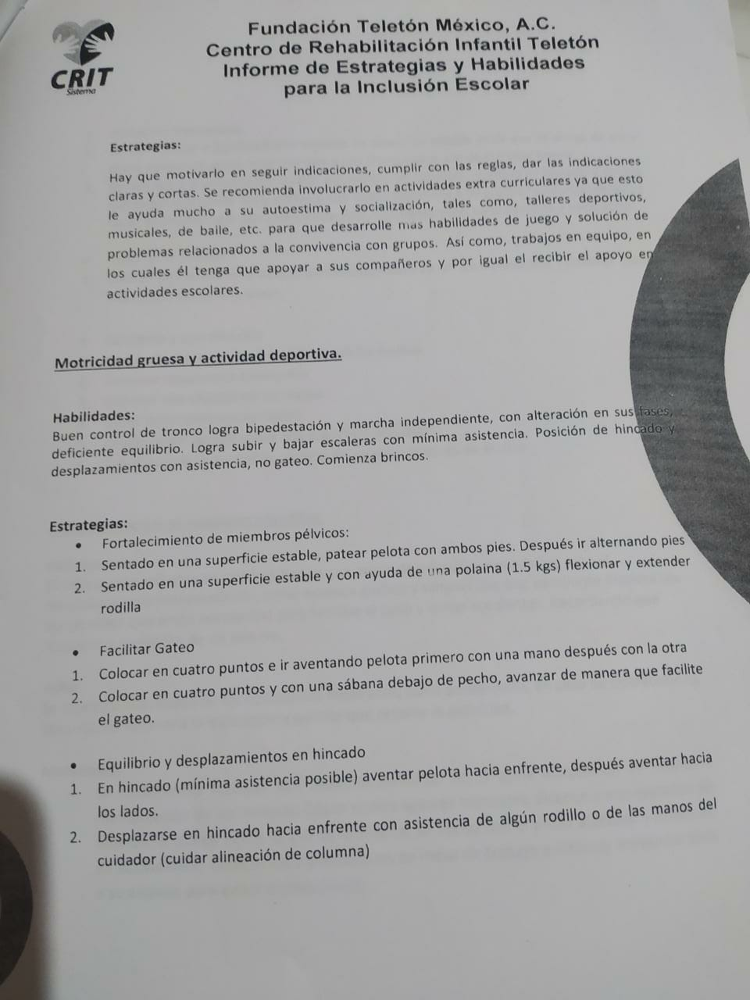 CRIT
Sistema
Fundación Teletón México, A.C.
Centro de Rehabilitación Infantil Teletón
Informe de Estrategias y Habilidades
para la Inclusión Escolar
Estrategias:
Hay que motivarlo en seguir indicaciones, cumplir con las reglas, dar las indicaciones
claras y cortas. Se recomienda involucrarlo en actividades extra curriculares ya que esto
le ayuda mucho a su autoestima y socialización, tales como, talleres deportivos,
musicales, de baile, etc. para que desarrolle mas habilidades de juego y solución de
problemas relacionados a la convivencia con grupos. Así como, trabajos en equipo, en
los cuales él tenga que apoyar a sus compañeros y por igual el recibir el apoyo en
actividades escolares.
Motricidad gruesa y actividad deportiva.
Habilidades:
Buen control de tronco logra bipedestación y marcha independiente, con alteración en sus fases,
deficiente equilibrio. Logra subir y bajar escaleras con mínima asistencia. Posición de hincado y
desplazamientos con asistencia, no gateo. Comienza brincos.
Estrategias:
• Fortalecimiento de miembros pélvicos:
1. Sentado en una superficie estable, patear pelota con ambos pies. Después ir alternando pies
2. Sentado en una superficie estable y con ayuda de una polaina (1.5 kgs) flexionar y extender
rodilla
• Facilitar Gateo
1. Colocar en cuatro puntos e ir aventando pelota primero con una mano después con la otra
2. Colocar en cuatro puntos y con una sábana debajo de pecho, avanzar de manera que facilite
el gateo.
• Equilibrio y desplazamientos en hincado
1. En hincado (mínima asistencia posible) aventar pelota hacia enfrente, después aventar hacia
los lados.
2. Desplazarse en hincado hacia enfrente con asistencia de algún rodillo o de las manos del
cuidador (cuidar alineación de columna)